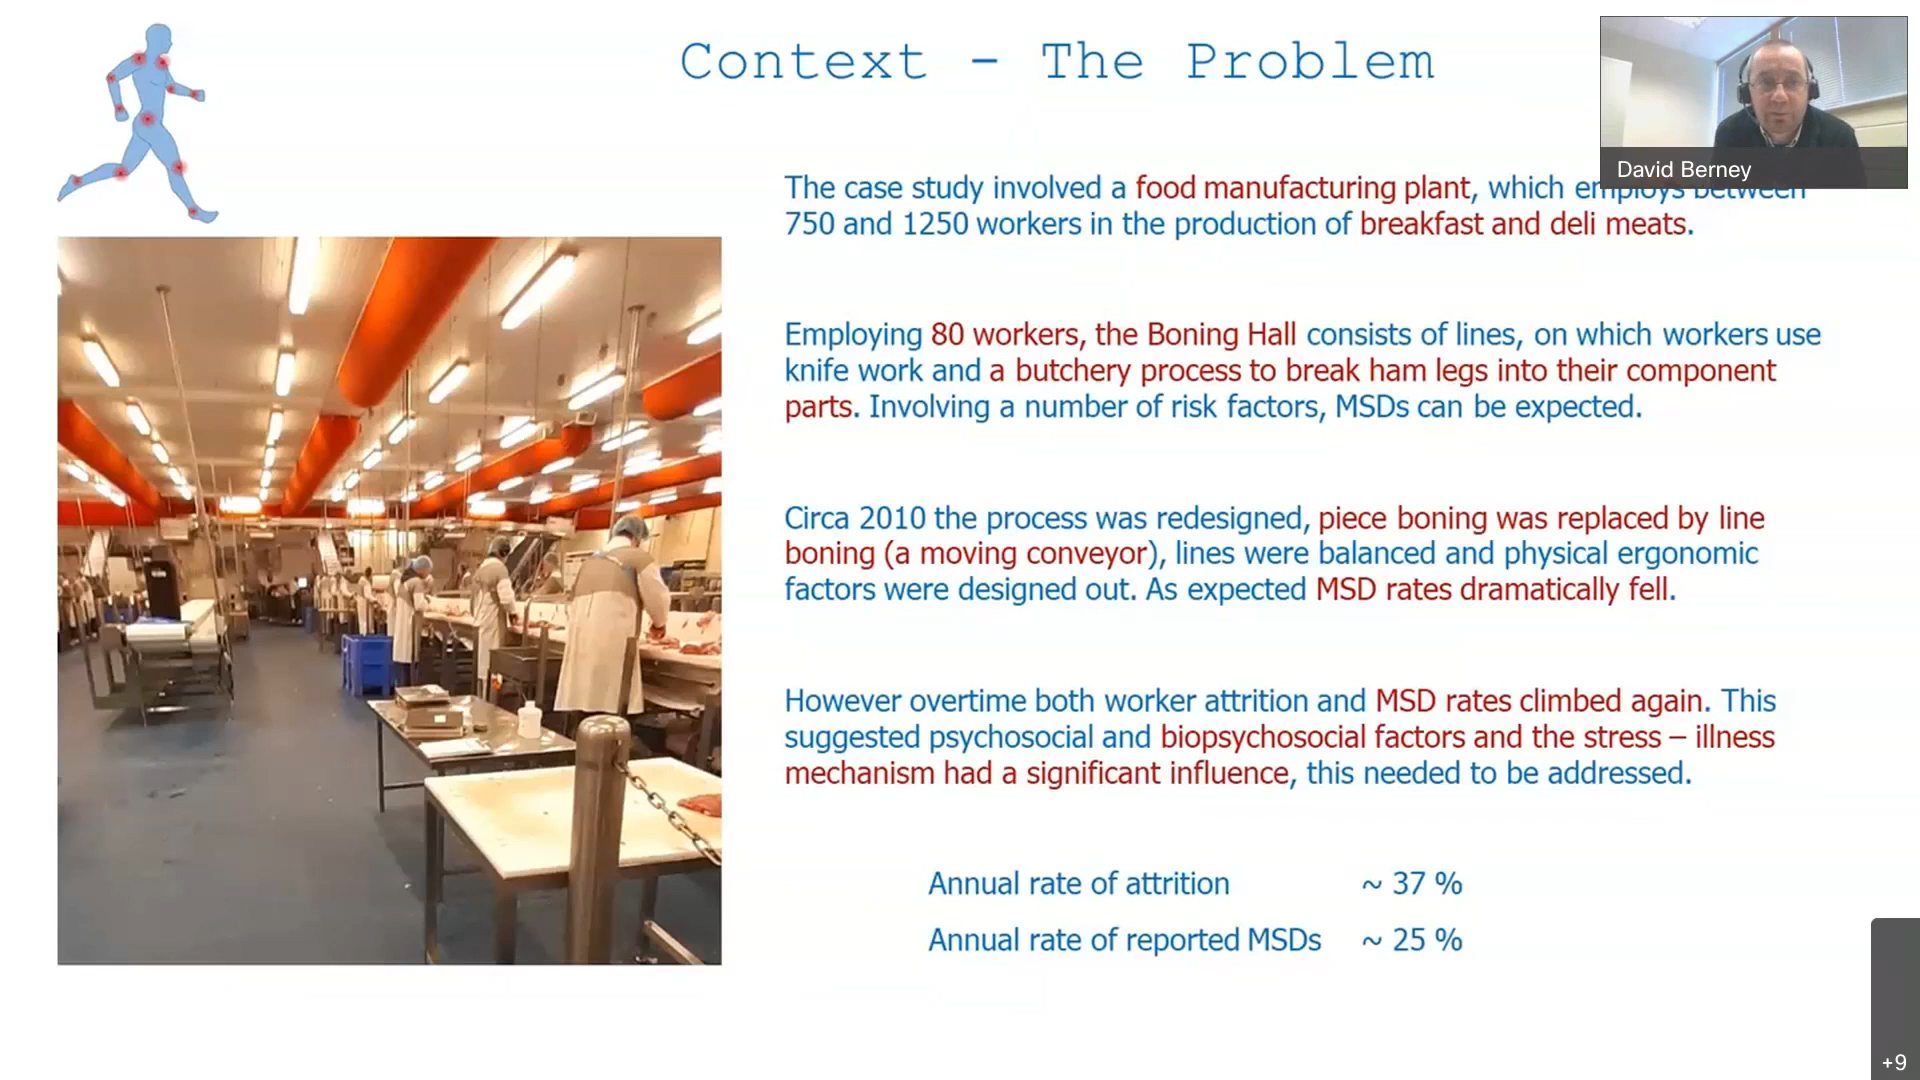 Context - The Problem
David Berney
The case study involved a food manufacturing plant, which employs between
750 and 1250 workers in the production of breakfast and deli meats.
Employing 80 workers, the Boning Hall consists of lines, on which workers use
knife work and a butchery process to break ham legs into their component
parts. Involving a number of risk factors, MSDs can be expected.
Circa 2010 the process was redesigned, piece boning was replaced by line
boning (a moving conveyor), lines were balanced and physical ergonomic
factors were designed out. As expected MSD rates dramatically fell.
However overtime both worker attrition and MSD rates climbed again. This
suggested psychosocial and biopsychosocial factors and the stress – illness
mechanism had a significant influence, this needed to be addressed.
Annual rate of attrition ~ 37 %
Annual rate of reported MSDs ~ 25 %
+9